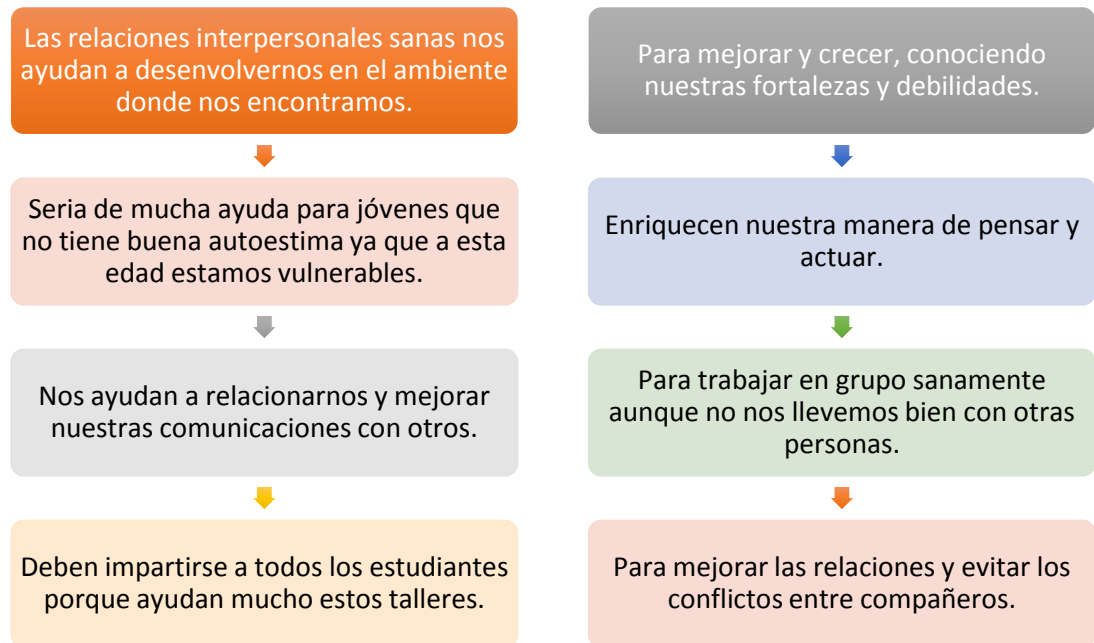 Las relaciones interpersonales sanas nos
ayudan a desenvolvernos en el ambiente
donde nos encontramos.
Seria de mucha ayuda para jóvenes que
no tiene buena autoestima ya que a esta
edad estamos vulnerables.
Nos ayudan a relacionarnos y mejorar
nuestras comunicaciones con otros.
Deben impartirse a todos los estudiantes
porque ayudan mucho estos talleres.
Para mejorar y crecer, conociendo
nuestras fortalezas y debilidades.
Enriquecen nuestra manera de pensar y
actuar.
Para trabajar en grupo sanamente
aunque no nos llevemos bien con otras
personas.
Para mejorar las relaciones y evitar los
conflictos entre compañeros.